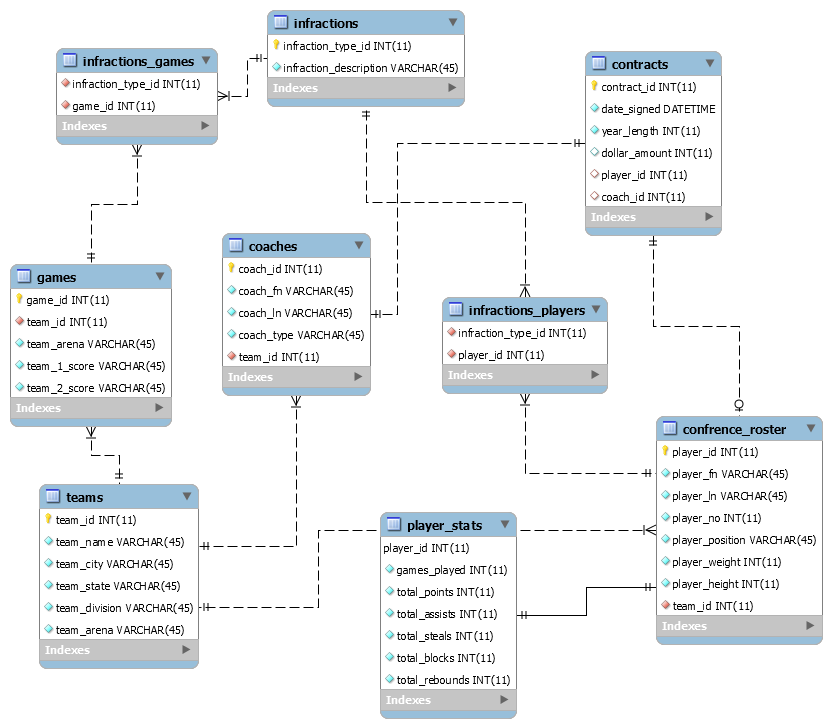 infractions
infraction_type_id INT(11)
infraction_description VARCHAR(45)
Indexes
infractions_games
infraction_type_id INT(11)
game_id INT(11)
Indexes
contracts
contract_id INT(11)
date_signed DATETIME
year_length INT(11)
dollar_amount INT(11)
player_id INT(11)
coach_id INT(11)
Indexes
coaches
coach_id INT(11)
coach_fn VARCHAR(45)
coach_ln VARCHAR(45)
coach_type VARCHAR(45)
team_id INT(11)
Indexes
games
game_id INT(11)
team_id INT(11)
team_arena VARCHAR(45)
team_1_score VARCHAR(45)
team_2_score VARCHAR(45)
Indexes
infractions_players
infraction_type_id INT(11)
player_id INT(11)
Indexes
confrence_roster
player_id INT(11)
player_fn VARCHAR(45)
player_ln VARCHAR(45)
player_no INT(11)
player_position VARCHAR(45)
player_weight INT(11)
player_height INT(11)
team_id INT(11)
Indexes
teams
team_id INT(11)
team_name VARCHAR(45)
team_city VARCHAR(45)
team_state VARCHAR(45)
team_division VARCHAR(45)
team_arena VARCHAR(45)
Indexes
player_stats
player_id INT(11)
games_played INT(11)
total_points INT(11)
total_assists INT(11)
total_steals INT(11)
total_blocks INT(11)
total_rebounds INT(11)
Indexes